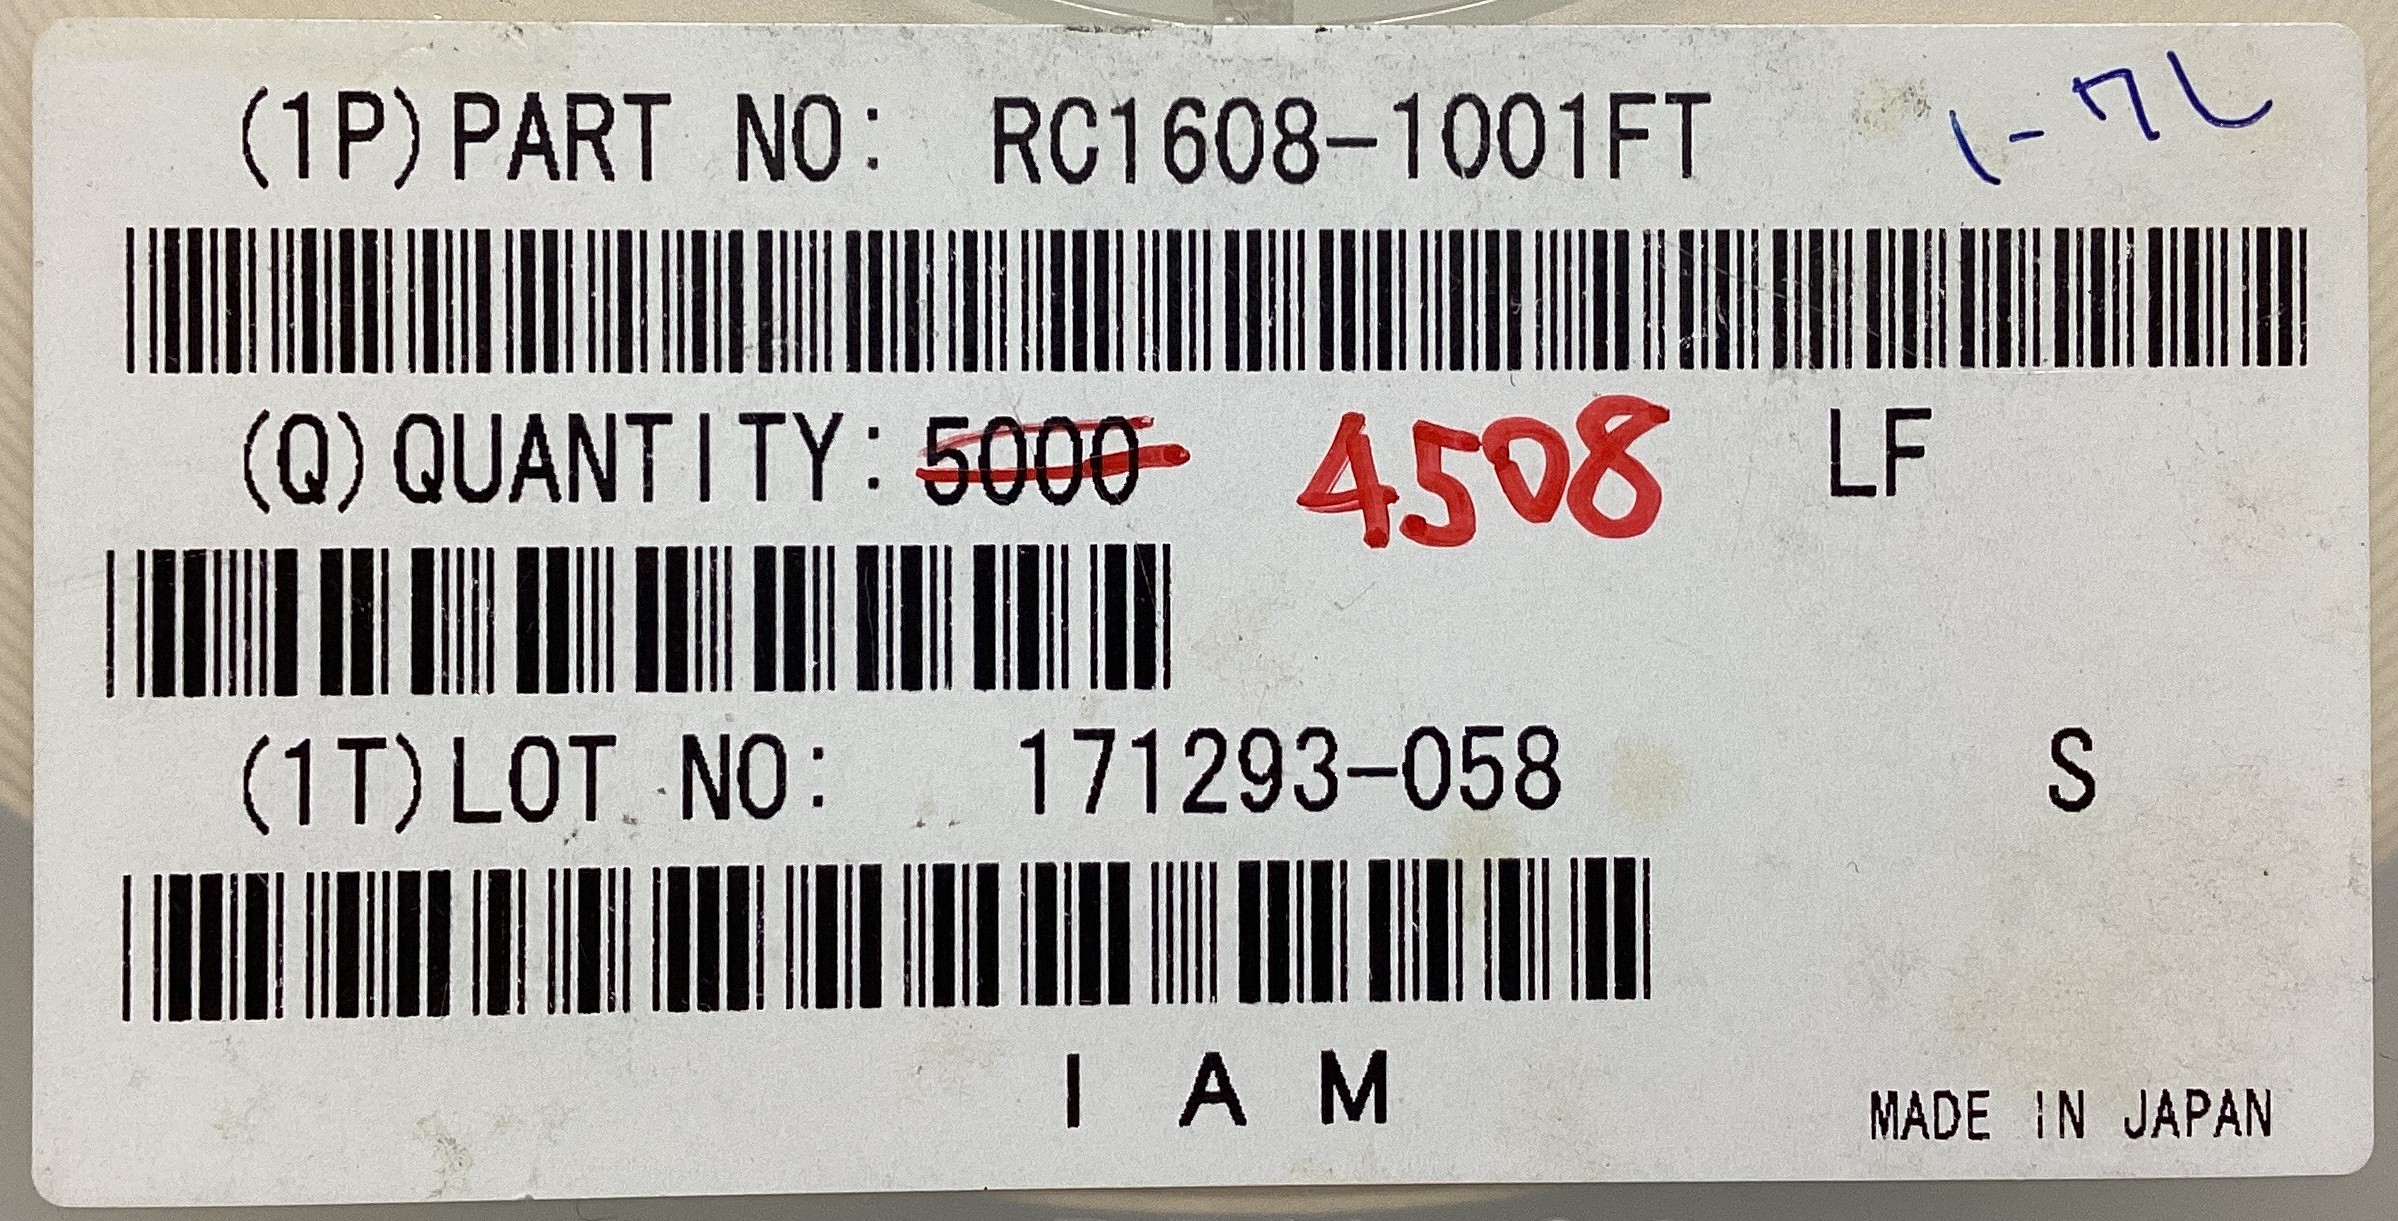 (1P)PART NO: RC1608-1001FT
(Q)QUANTITY: 5000 4508 LF
(1T)LOT NO: 171293-058 S
I A M
MADE IN JAPAN